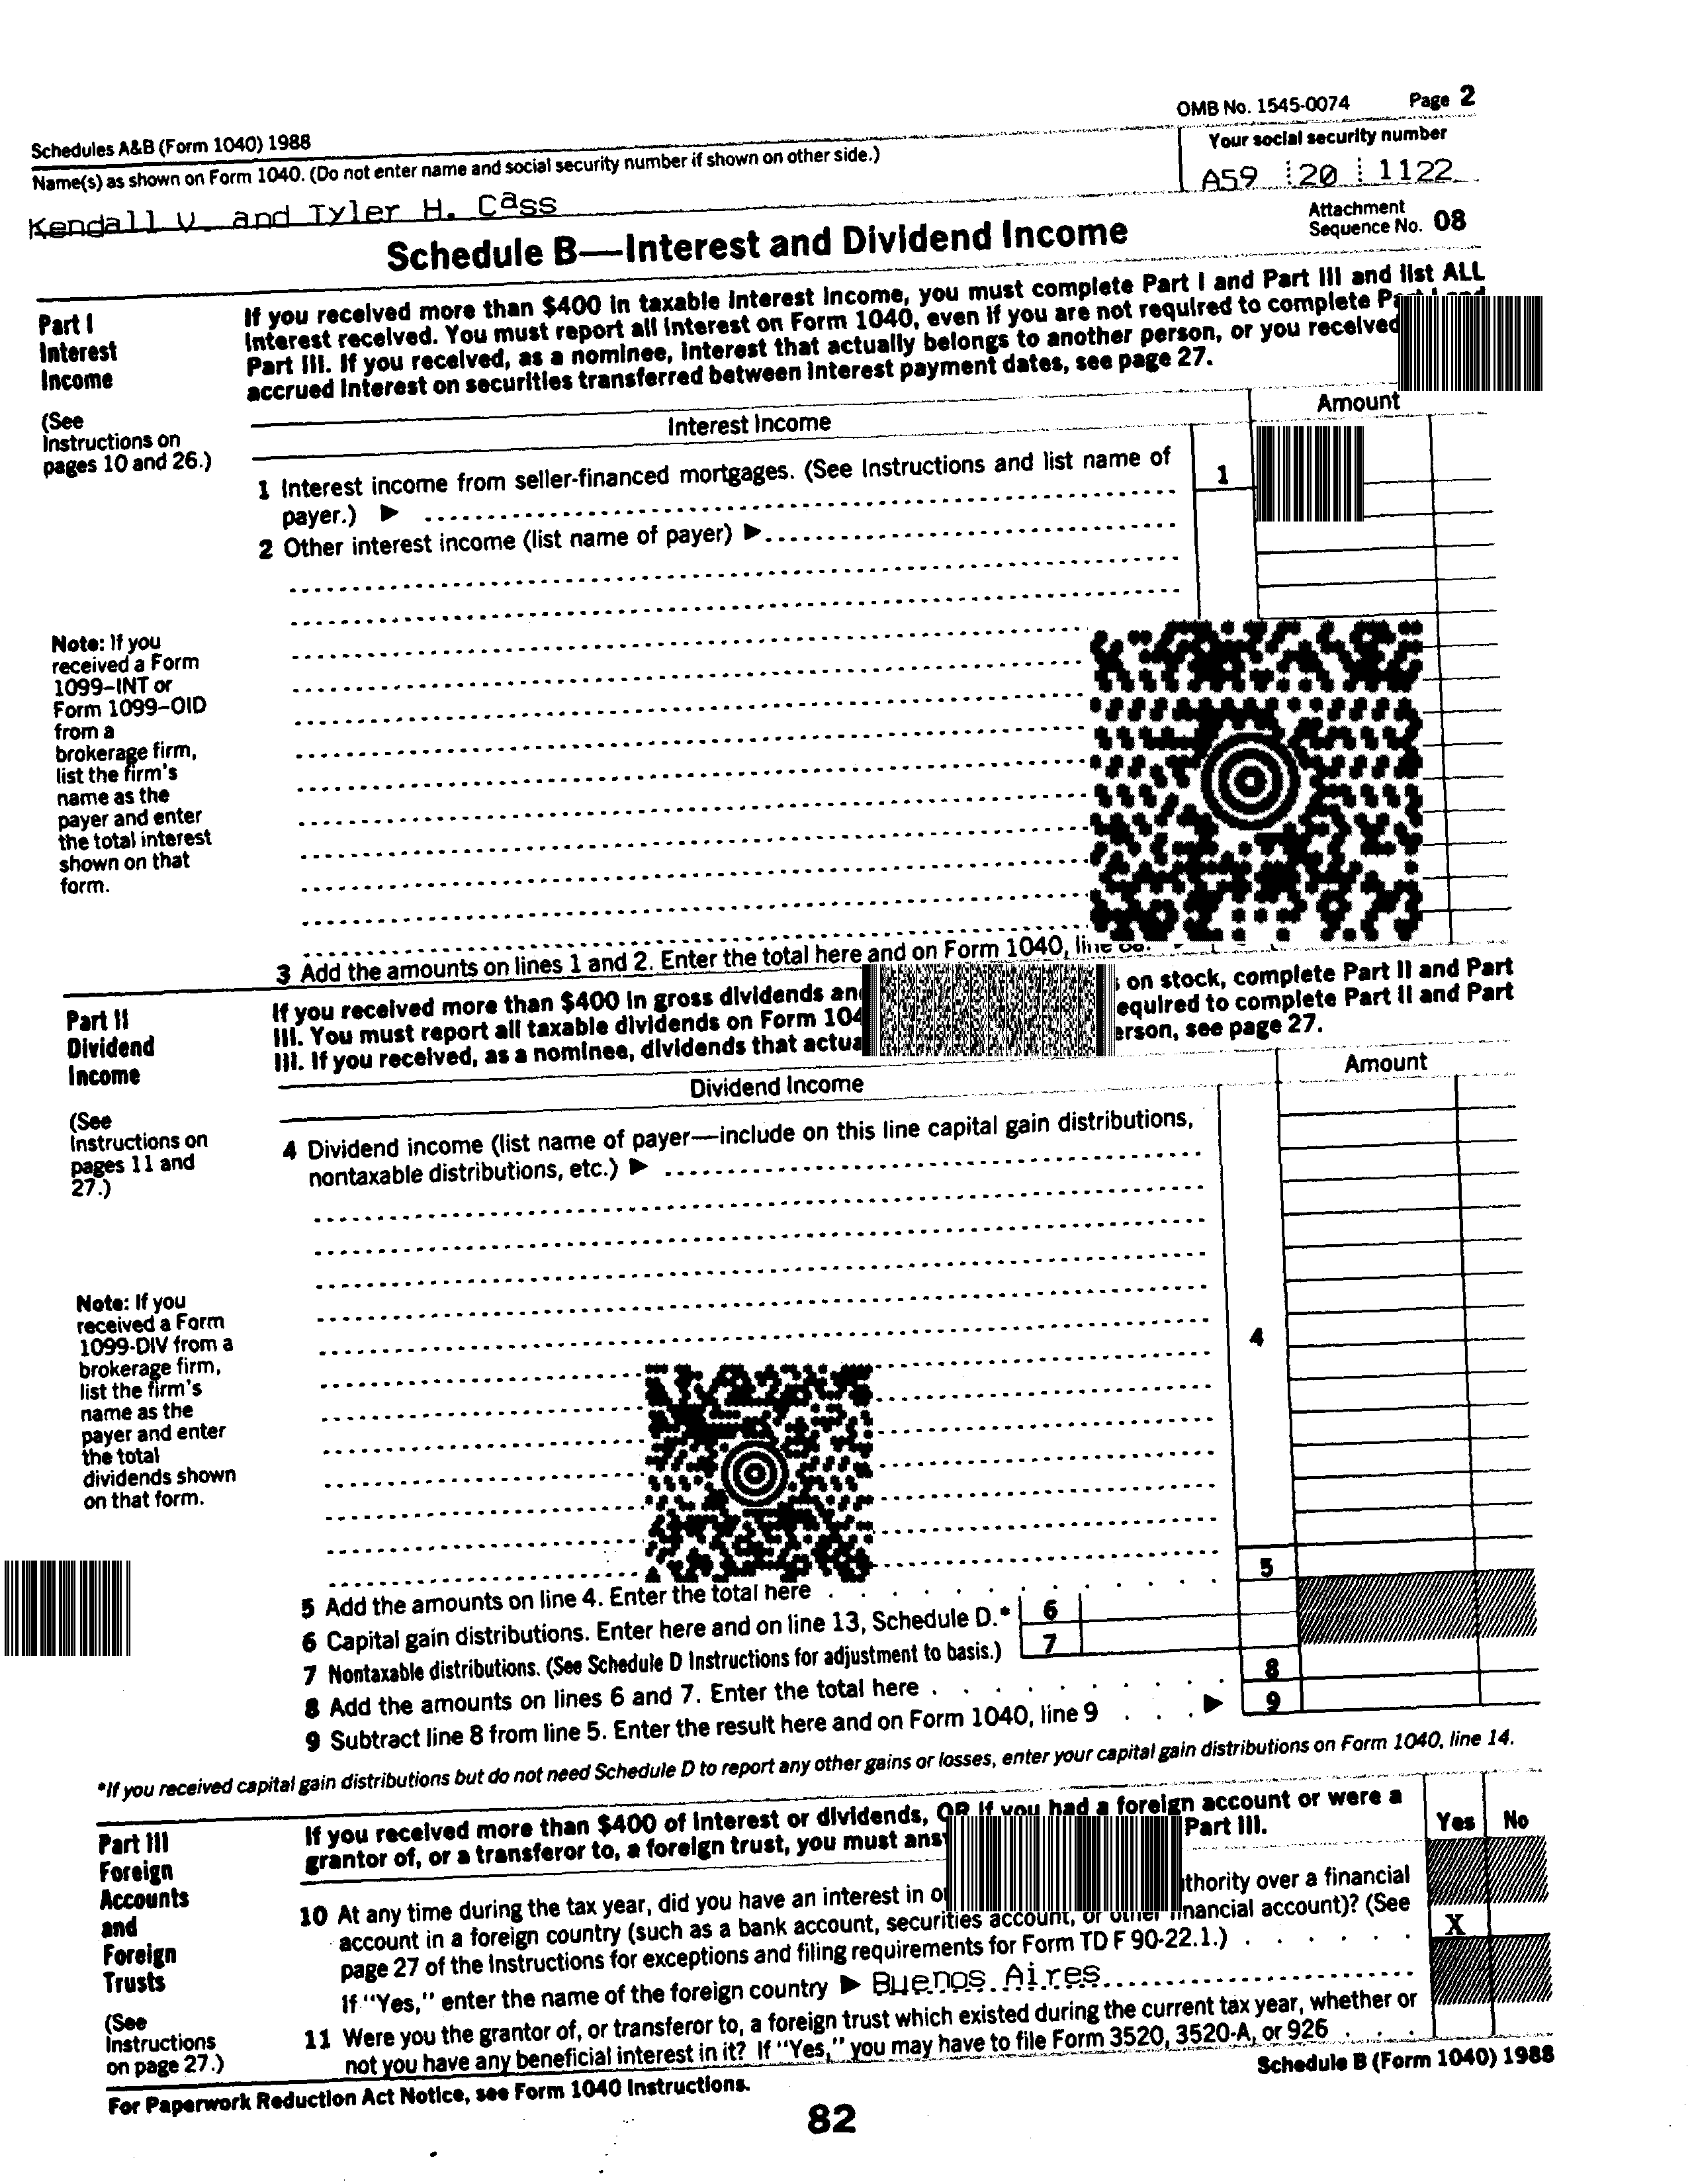 OMB No. 1545-0074 Page 2
Schedules A&B (Form 1040) 1988
Name(s) as shown on Form 1040. (Do not enter name and social security number if shown on other side.)
Your social security number
Kendall V. and Tyler H. Cass
A59 20 1122
Schedule B—Interest and Dividend Income
Attachment
Sequence No. 08
Part I
Interest
Income
(See
Instructions on
pages 10 and 26.)
If you received more than $400 in taxable interest income, you must complete Part I and Part III and list ALL
interest received. You must report all interest on Form 1040, even if you are not required to complete
Part III. If you received, as a nominee, interest that actually belongs to another person, or you received
accrued interest on securities transferred between interest payment dates, see page 27.
Interest Income
Amount
1 Interest income from seller-financed mortgages. (See Instructions and list name of
payer.) ▶
1
2 Other interest income (list name of payer) ▶
Note: If you
received a Form
1099–INT or
Form 1099–OID
from a
brokerage firm,
list the firm's
name as the
payer and enter
the total interest
shown on that
form.
3 Add the amounts on lines 1 and 2. Enter the total here and on Form 1040,
Part II
Dividend
Income
(See
Instructions on
pages 11 and
27.)
If you received more than $400 in gross dividends on stock, complete Part II and Part
III. You must report all taxable dividends on Form to complete Part II and Part
III. If you received, as a nominee, dividends that see page 27.
Dividend Income
Amount
4 Dividend income (list name of payer—include on this line capital gain distributions,
nontaxable distributions, etc.) ▶
4
Note: If you
received a Form
1099-DIV from a
brokerage firm,
list the firm's
name as the
payer and enter
the total
dividends shown
on that form.
5 Add the amounts on line 4. Enter the total here
5
6 Capital gain distributions. Enter here and on line 13, Schedule D.* 6
7 Nontaxable distributions. (See Schedule D Instructions for adjustment to basis.) 7
8 Add the amounts on lines 6 and 7. Enter the total here 8
9 Subtract line 8 from line 5. Enter the result here and on Form 1040, line 9 ▶ 9
*If you received capital gain distributions but do not need Schedule D to report any other gains or losses, enter your capital gain distributions on Form 1040, line 14.
Part III
Foreign
Accounts
and
Foreign
Trusts
(See
Instructions
on page 27.)
If you received more than $400 of interest or dividends, OR if you had a foreign account or were a
grantor of, or a transferor to, a foreign trust, you must Part III.
Yes No
10 At any time during the tax year, did you have an interest in over a financial
account in a foreign country (such as a bank account, securities account, or other financial account)? (See
page 27 of the Instructions for exceptions and filing requirements for Form TD F 90-22.1.)
X
If "Yes," enter the name of the foreign country ▶ Buenos Aires
11 Were you the grantor of, or transferor to, a foreign trust which existed during the current tax year, whether or
not you have any beneficial interest in it? If "Yes," you may have to file Form 3520, 3520-A, or 926
For Paperwork Reduction Act Notice, see Form 1040 Instructions.
Schedule B (Form 1040) 1988
82